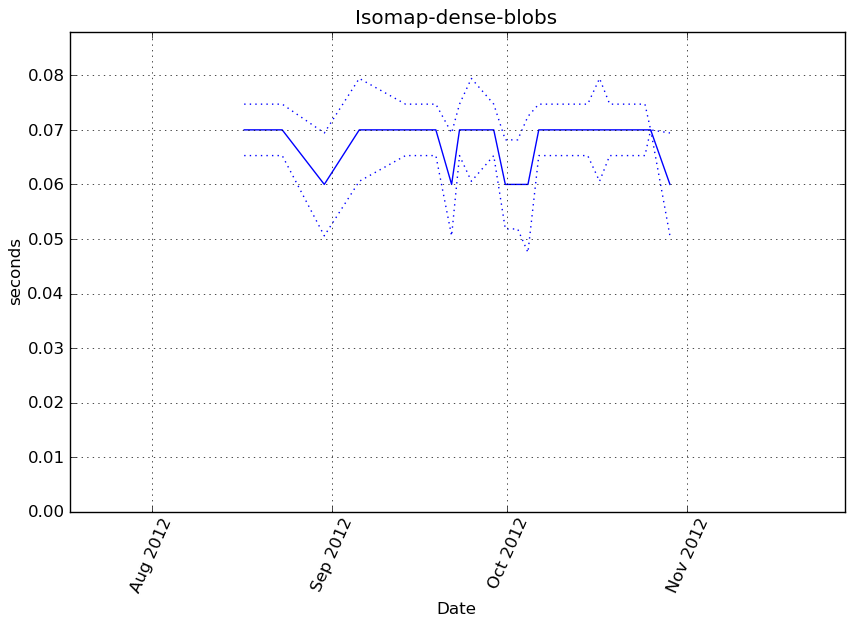 Isomap-dense-blobs
0.08
0.07
0.06
0.05
0.04
0.03
0.02
0.01
0.00
seconds
Aug 2012
Sep 2012
Oct 2012
Nov 2012
Date